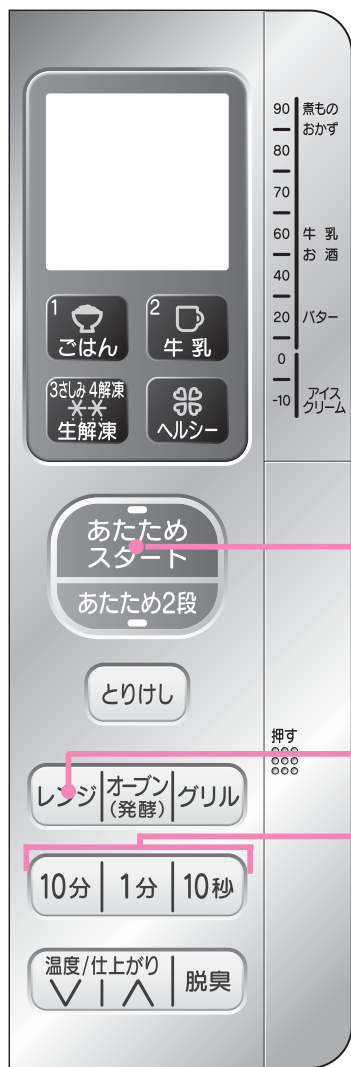 1
ごはん
2
牛乳
3さしみ 4解凍
生解凍
ヘルシー
あたため
スタート
あたため2段
とりけし
レンジ
オーブン
(発酵)
グリル
10分
1分
10秒
温度/仕上がり
脱臭
90 煮もの
おかず
80
70
60 牛乳
お酒
40
20 バター
0
-10 アイス
クリーム
押す